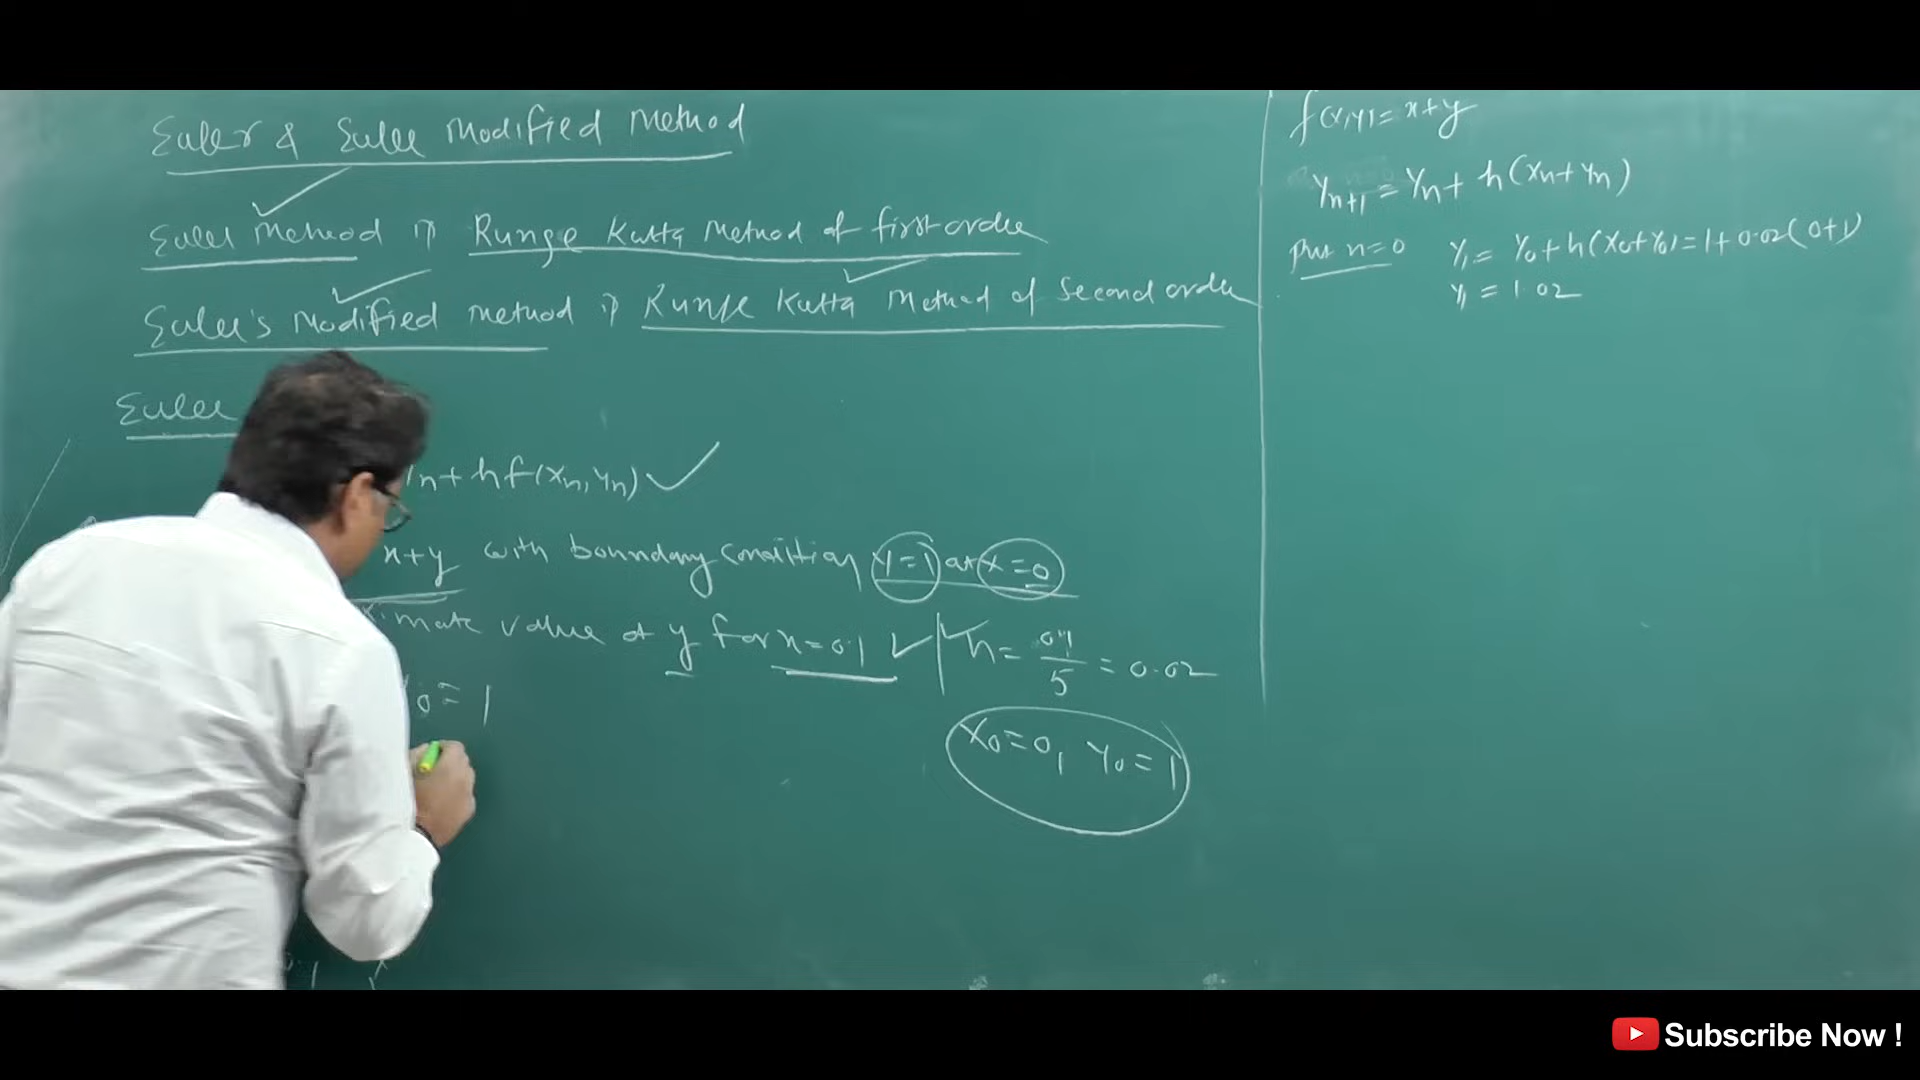 Euler & Euler Modified Method
Euler Method is Runge Kutta Method of first order
Euler's Modified Method is Runge Kutta Method of Second order
Euler
n + hf(xn, yn) ✓
x+y with boundary condition y=1 at x=0
ximate value of y for x=0.1 ✓ h= 0.1/5 = 0.02
0 = 1
x0=0, y0=1
0.1
f(x,y)= x+y
yn+1 = yn + h(xn+yn)
put n=0 y1 = y0+h(x0+y0)=1+0.02(0+1)
y1 = 1.02
Subscribe Now !